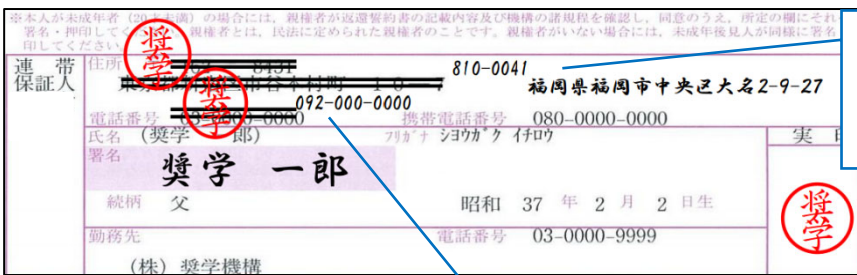 ※本人が未成年者(20才未満)の場合には、親権者が返還誓約書の記載内容及び機構の諸規程を確認し、同意のうえ、所定の欄にそれ
署名・押印してく 親権者とは、民法に定められた親権者のことです。親権者がいない場合には、未成年後見人が同様に署名
印してくださ
連帯 住所 810-0041
保証人 福岡県福岡市中央区大名2-9-27
092-000-0000
電話番号 03-0000-0000 携帯電話番号 080-0000-0000
氏名 (奨学 郎) フリガナ ショウガク イチロウ 実
署名
奨学 一郎
続柄 父 昭和 37 年 2 月 2 日生
奨学
勤務先 電話番号 03-0000-9999
(株) 奨学機構